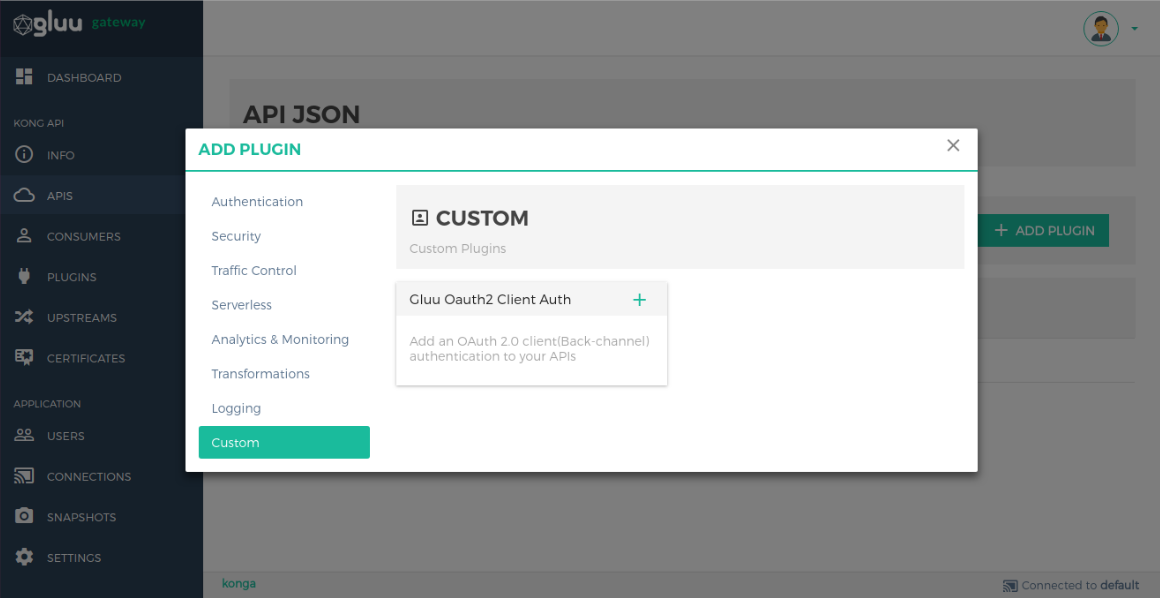 gluu gateway
DASHBOARD
KONG API
INFO
APIS
CONSUMERS
PLUGINS
UPSTREAMS
CERTIFICATES
APPLICATION
USERS
CONNECTIONS
SNAPSHOTS
SETTINGS
API JSON
ADD PLUGIN
ADD PLUGIN
Authentication
Security
Traffic Control
Serverless
Analytics & Monitoring
Transformations
Logging
Custom
CUSTOM
Custom Plugins
Gluu Oauth2 Client Auth
Add an OAuth 2.0 client(Back-channel)
authentication to your APIs
konga
Connected to default